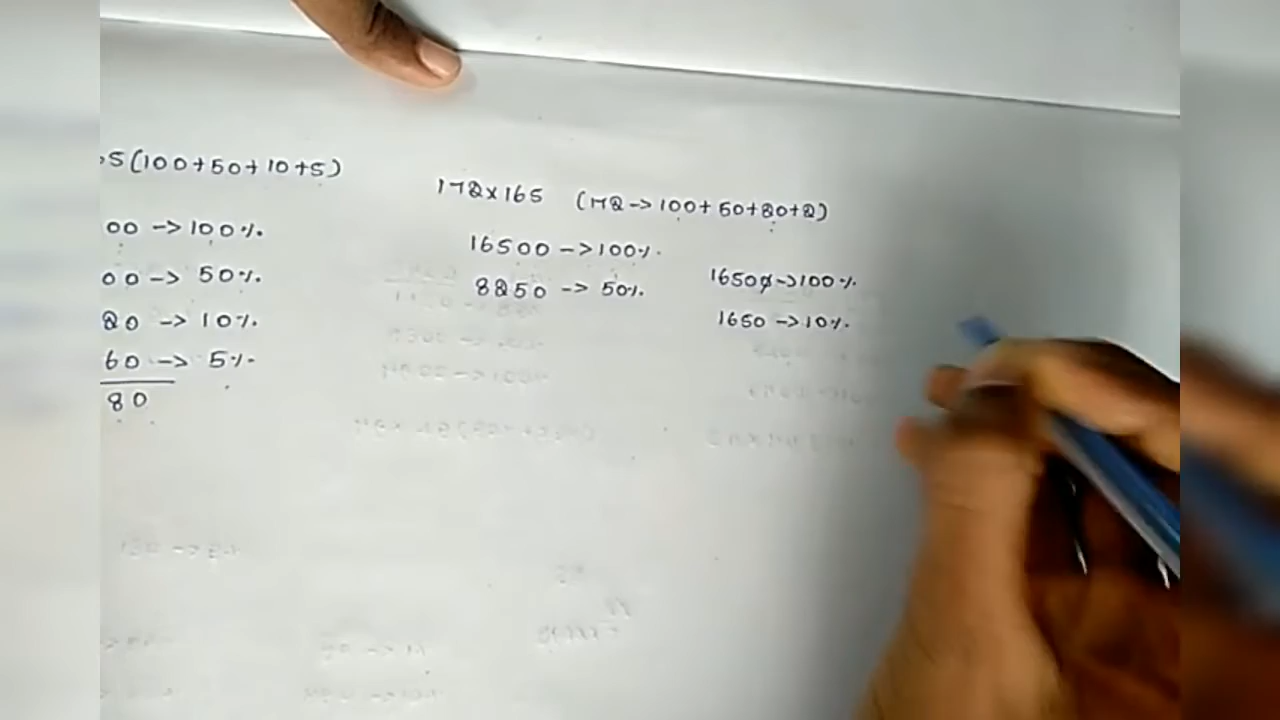 5(100+50+10+5)
00 -> 100%
00 -> 50%
20 -> 10%
60 -> 5%
80
172x165 (172 -> 100+50+20+2)
16500 -> 100%
8250 -> 50%
16500 -> 100%
1650 -> 10%